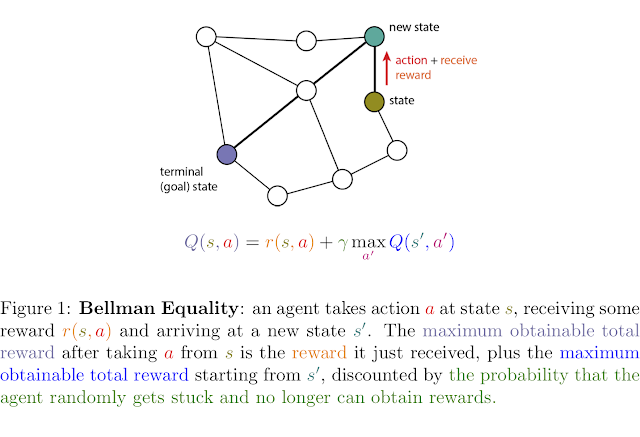 new state
action + receive
reward
state
terminal
(goal) state
Q(s, a) = r(s, a) + γ max Q(s′, a′)
a′
Figure 1: Bellman Equality: an agent takes action a at state s, receiving some
reward r(s, a) and arriving at a new state s′. The maximum obtainable total
reward after taking a from s is the reward it just received, plus the maximum
obtainable total reward starting from s′, discounted by the probability that the
agent randomly gets stuck and no longer can obtain rewards.